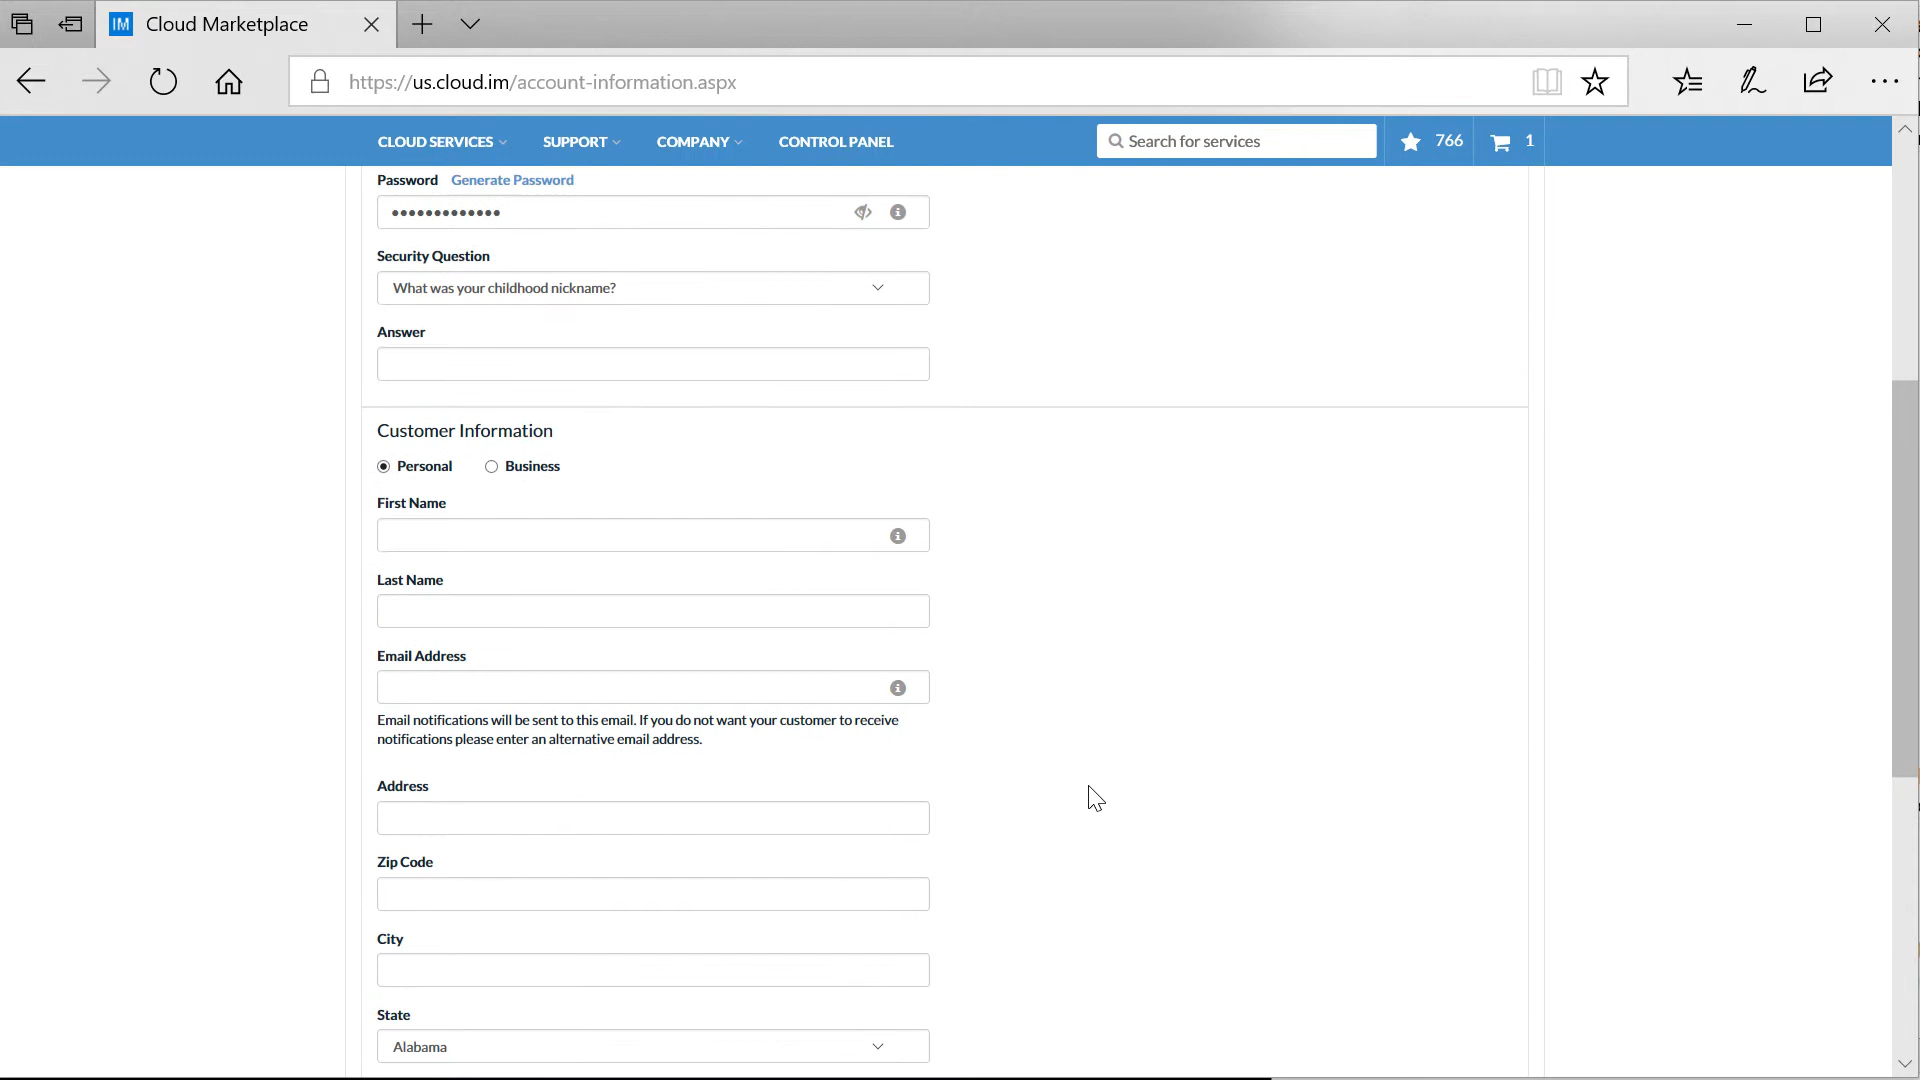 IM Cloud Marketplace
https://us.cloud.im/account-information.aspx
CLOUD SERVICES SUPPORT COMPANY CONTROL PANEL Search for services 766 1
Password Generate Password
•••••••••••••
Security Question
What was your childhood nickname?
Answer
Customer Information
Personal Business
First Name
Last Name
Email Address
Email notifications will be sent to this email. If you do not want your customer to receive
notifications please enter an alternative email address.
Address
Zip Code
City
State
Alabama